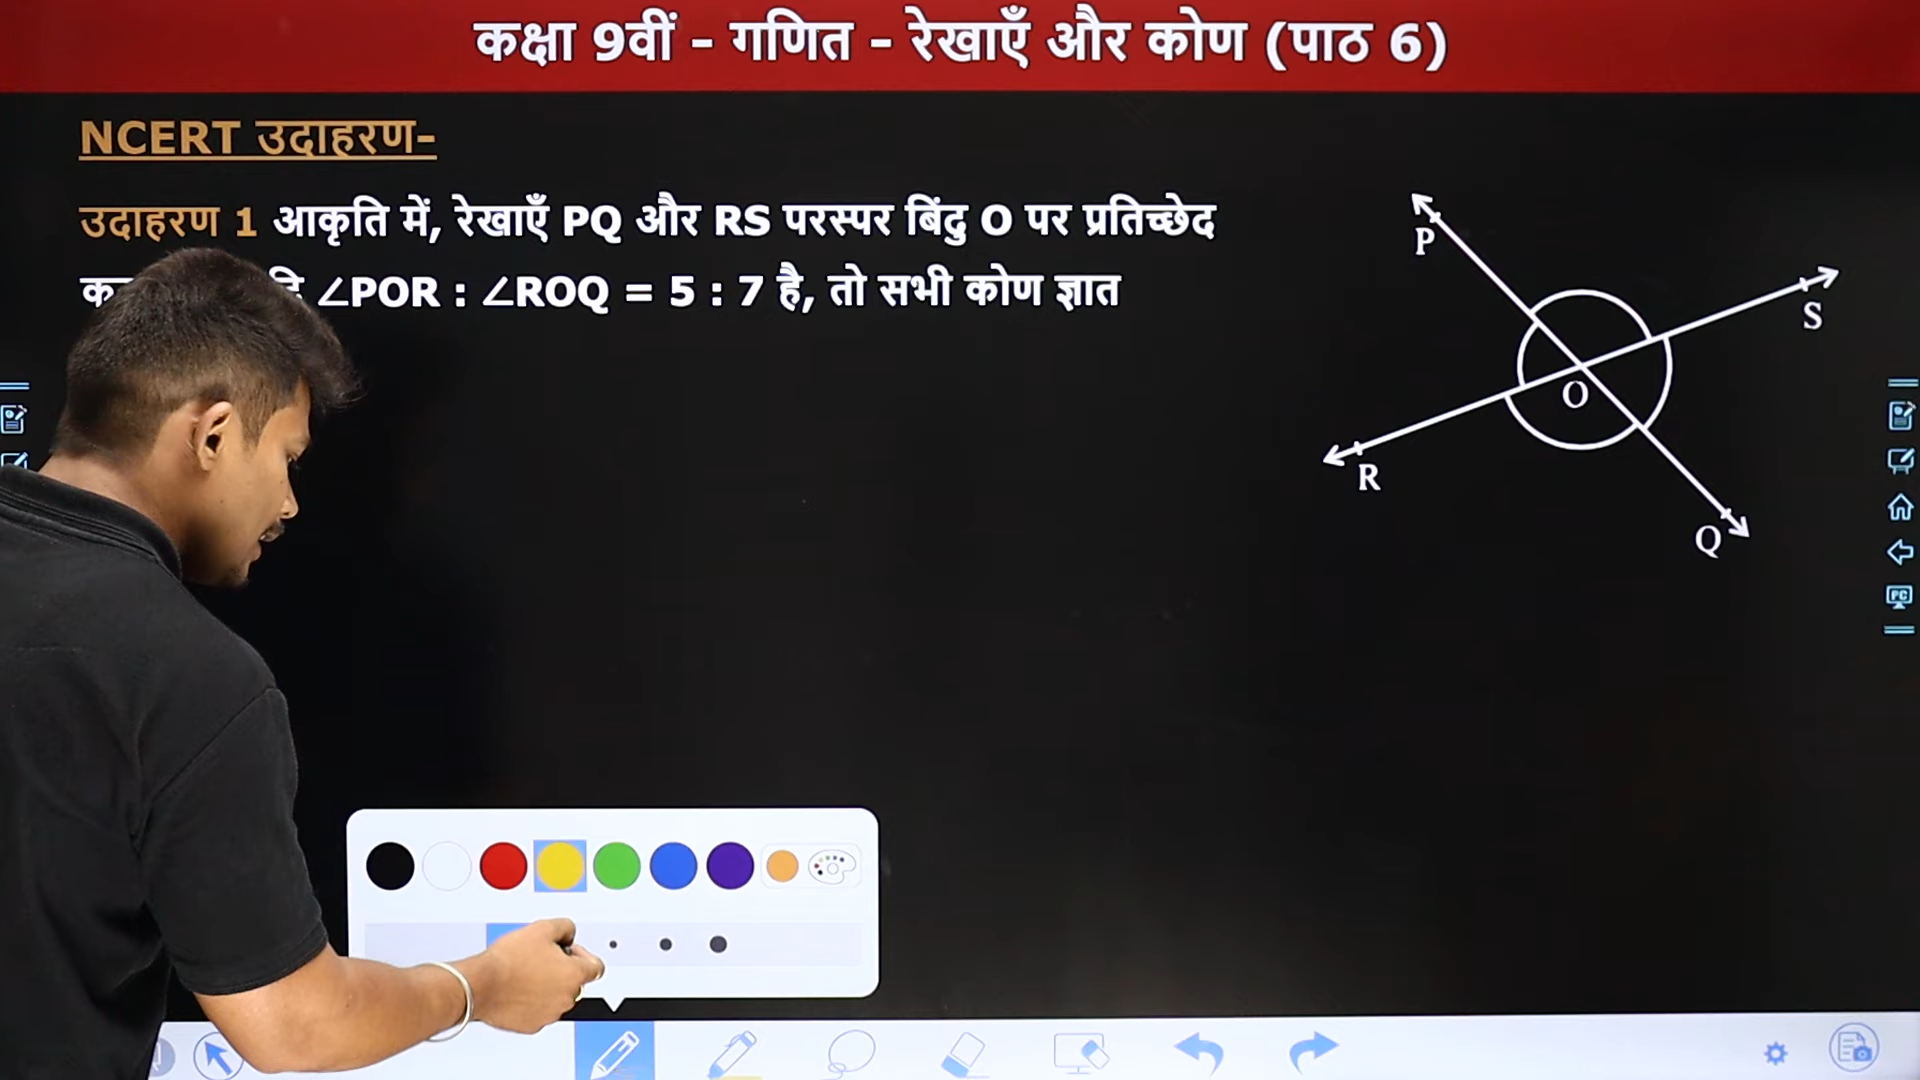 कक्षा 9वीं - गणित - रेखाएँ और कोण (पाठ 6)
NCERT उदाहरण-
उदाहरण 1 आकृति में, रेखाएँ PQ और RS परस्पर बिंदु O पर प्रतिच्छेद
∠POR : ∠ROQ = 5 : 7 है, तो सभी कोण ज्ञात
P
S
O
R
Q
PC